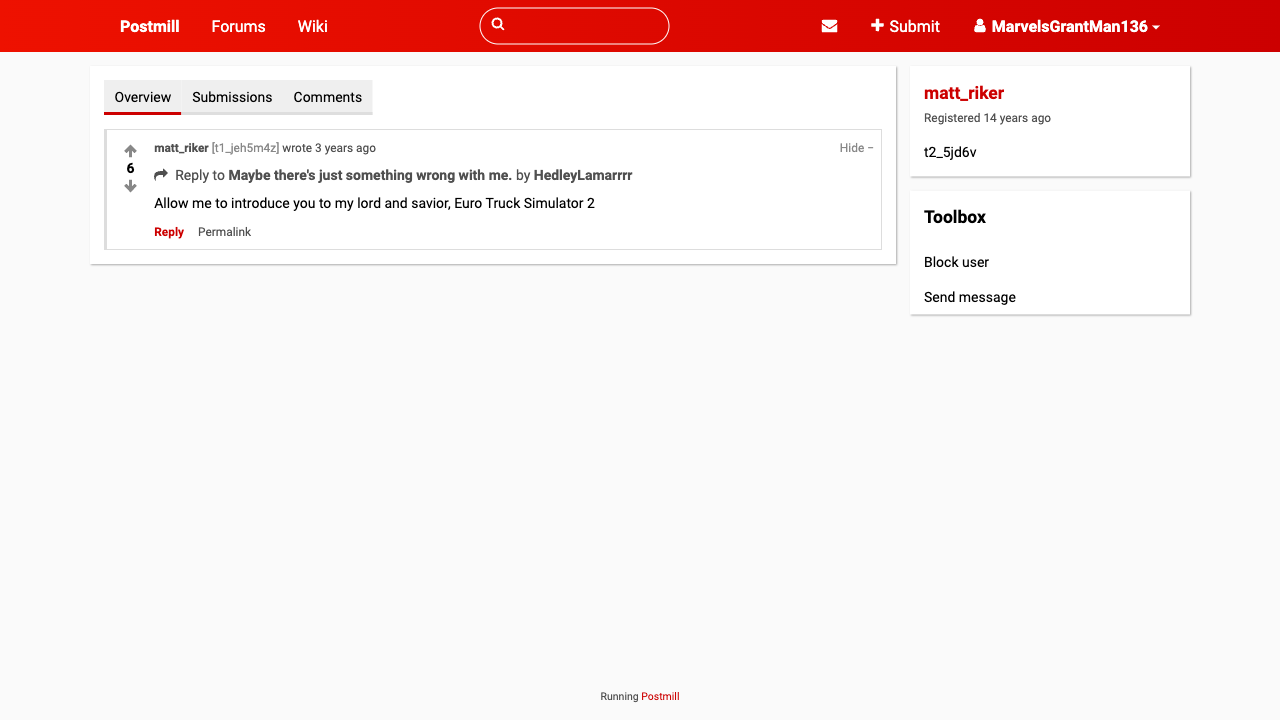 Postmill Forums Wiki Submit MarvelsGrantMan136
Overview Submissions Comments
matt_riker [t1_jeh5m4z] wrote 3 years ago Hide −
6
Reply to Maybe there's just something wrong with me. by HedleyLamarrrr
Allow me to introduce you to my lord and savior, Euro Truck Simulator 2
Reply Permalink
matt_riker
Registered 14 years ago
t2_5jd6v
Toolbox
Block user
Send message
Running Postmill